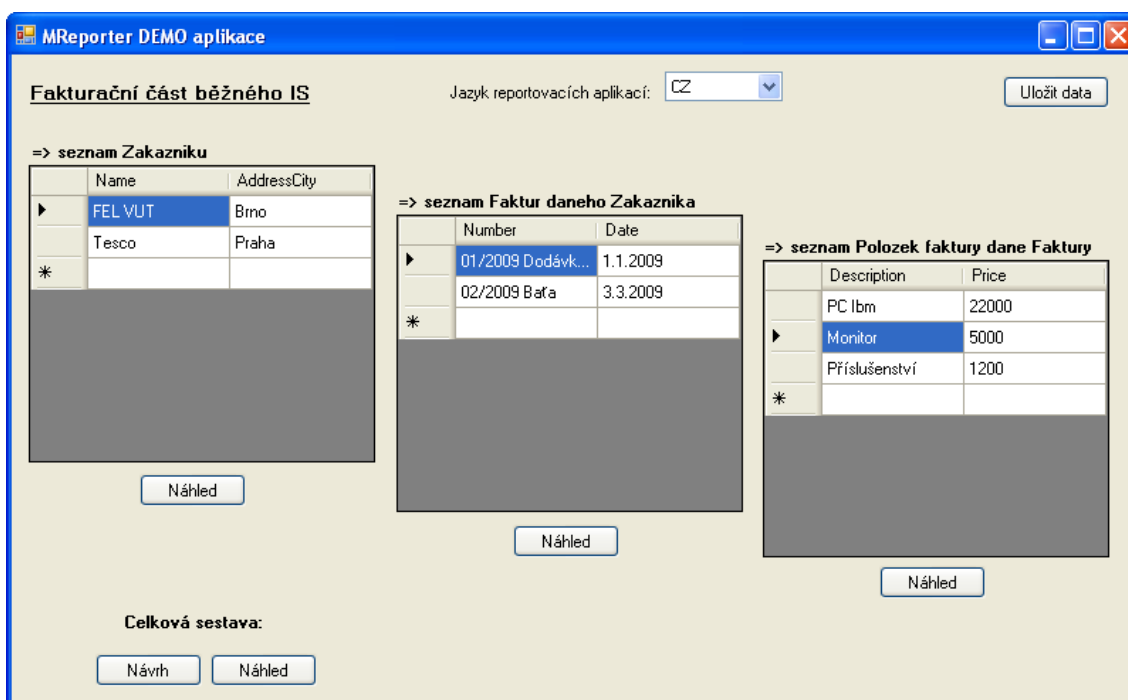 MReporter DEMO aplikace
Fakturační část běžného IS
Jazyk reportovacích aplikací: CZ
Uložit data
=> seznam Zakazniku
Name AddressCity
FEL VUT Brno
Tesco Praha
Náhled
=> seznam Faktur daneho Zakaznika
Number Date
01/2009 Dodávk... 1.1.2009
02/2009 Baťa 3.3.2009
Náhled
=> seznam Polozek faktury dane Faktury
Description Price
PC Ibm 22000
Monitor 5000
Příslušenství 1200
Náhled
Celková sestava:
Návrh Náhled